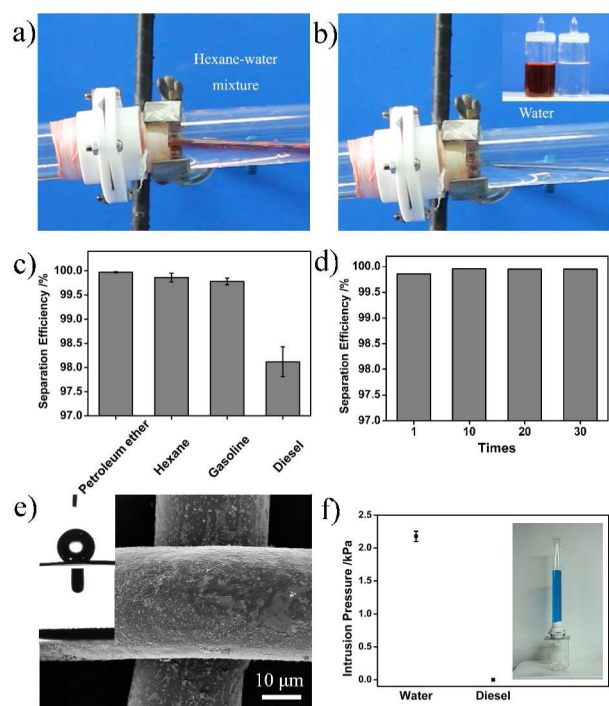 a)
Hexane-water
mixture
b)
Water
c)
Separation Efficiency /%
100.0
99.5
99.0
98.5
98.0
97.5
97.0
Petroleum ether
Hexane
Gasoline
Diesel
d)
Separation Efficiency /%
100.0
99.5
99.0
98.5
98.0
97.5
97.0
1 10 20 30
Times
e)
10 μm
f)
Intrusion Pressure /kPa
2.5
2.0
1.5
1.0
0.5
0.0
Water Diesel